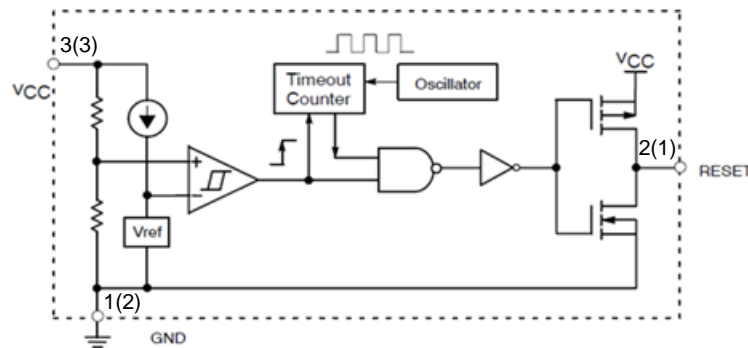 3(3)
VCC
Timeout
Counter
Oscillator
VCC
2(1)
RESET
+
−
Vref
1(2)
GND